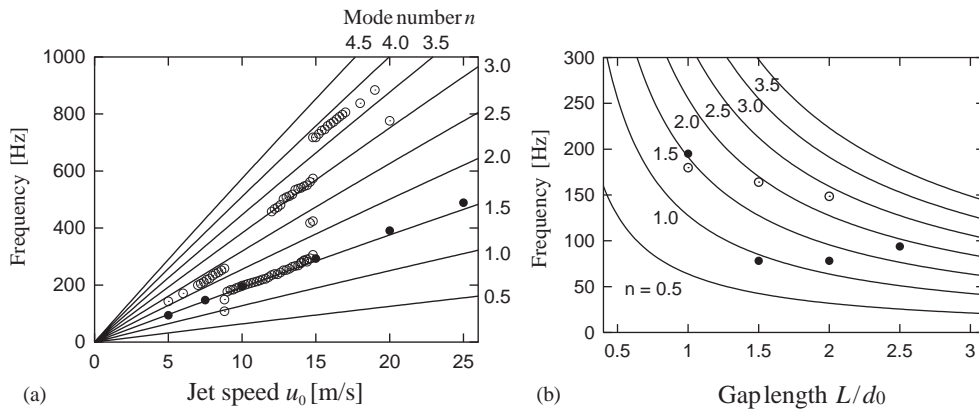 Mode number n
4.5 4.0 3.5
1000
800
600
400
200
0
Frequency [Hz]
3.0
2.5
2.0
1.5
1.0
0.5
0 5 10 15 20 25
(a) Jet speed u0 [m/s]
300
250
200
150
100
50
0
Frequency [Hz]
3.5
3.0
2.5
2.0
1.5
1.0
n = 0.5
0.5 1 1.5 2 2.5 3
(b) Gap length L/d0